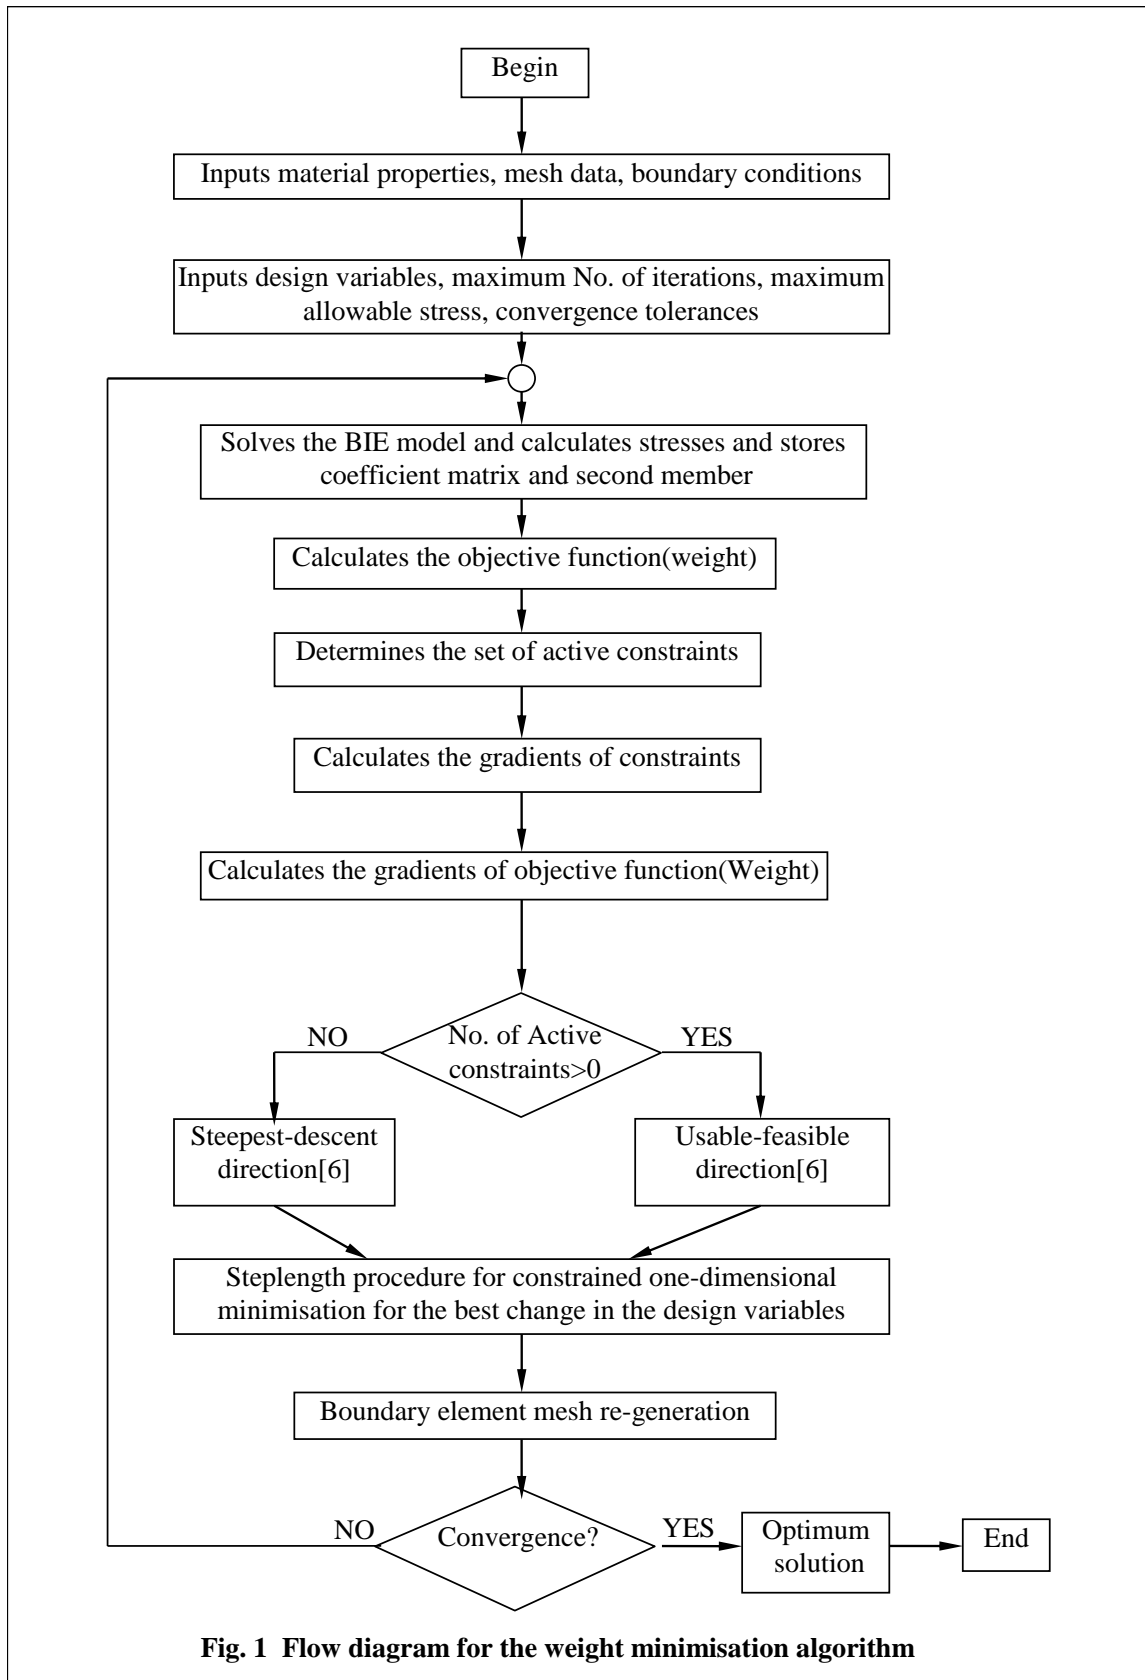 Begin
Inputs material properties, mesh data, boundary conditions
Inputs design variables, maximum No. of iterations, maximum
allowable stress, convergence tolerances
Solves the BIE model and calculates stresses and stores
coefficient matrix and second member
Calculates the objective function(weight)
Determines the set of active constraints
Calculates the gradients of constraints
Calculates the gradients of objective function(Weight)
NO
No. of Active
constraints>0
YES
Steepest-descent
direction[6]
Usable-feasible
direction[6]
Steplength procedure for constrained one-dimensional
minimisation for the best change in the design variables
Boundary element mesh re-generation
NO
Convergence?
YES
Optimum
solution
End
Fig. 1 Flow diagram for the weight minimisation algorithm